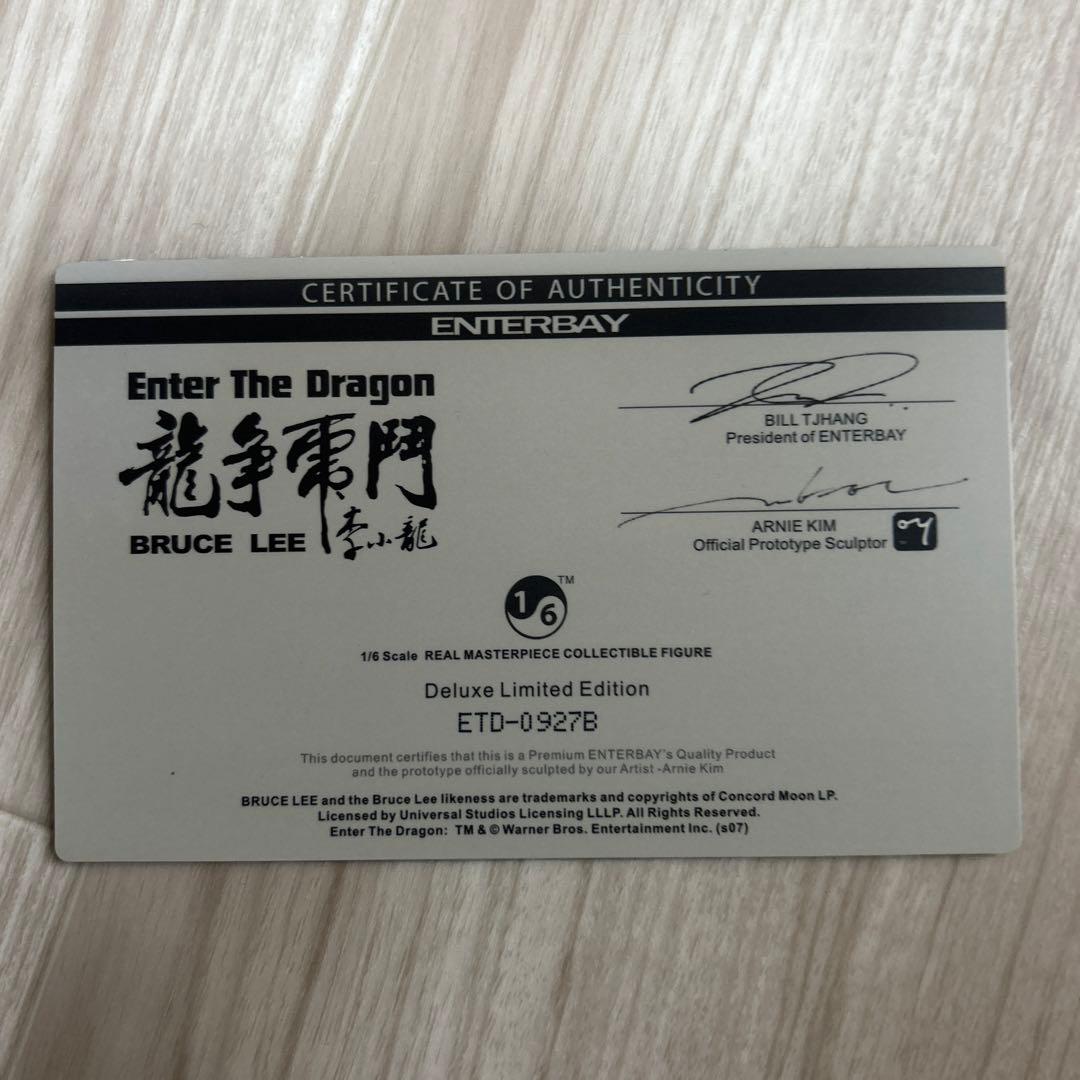 CERTIFICATE OF AUTHENTICITY
ENTERBAY
Enter The Dragon
龍争虎鬥
BRUCE LEE 李小龍
BILL TJHANG
President of ENTERBAY
ARNIE KIM
Official Prototype Sculptor
1/6 TM
1/6 Scale REAL MASTERPIECE COLLECTIBLE FIGURE
Deluxe Limited Edition
ETD-0927B
This document certifies that this is a Premium ENTERBAY's Quality Product
and the prototype officially sculpted by our Artist -Arnie Kim
BRUCE LEE and the Bruce Lee likeness are trademarks and copyrights of Concord Moon LP.
Licensed by Universal Studios Licensing LLLP. All Rights Reserved.
Enter The Dragon: TM & © Warner Bros. Entertainment Inc. (s07)